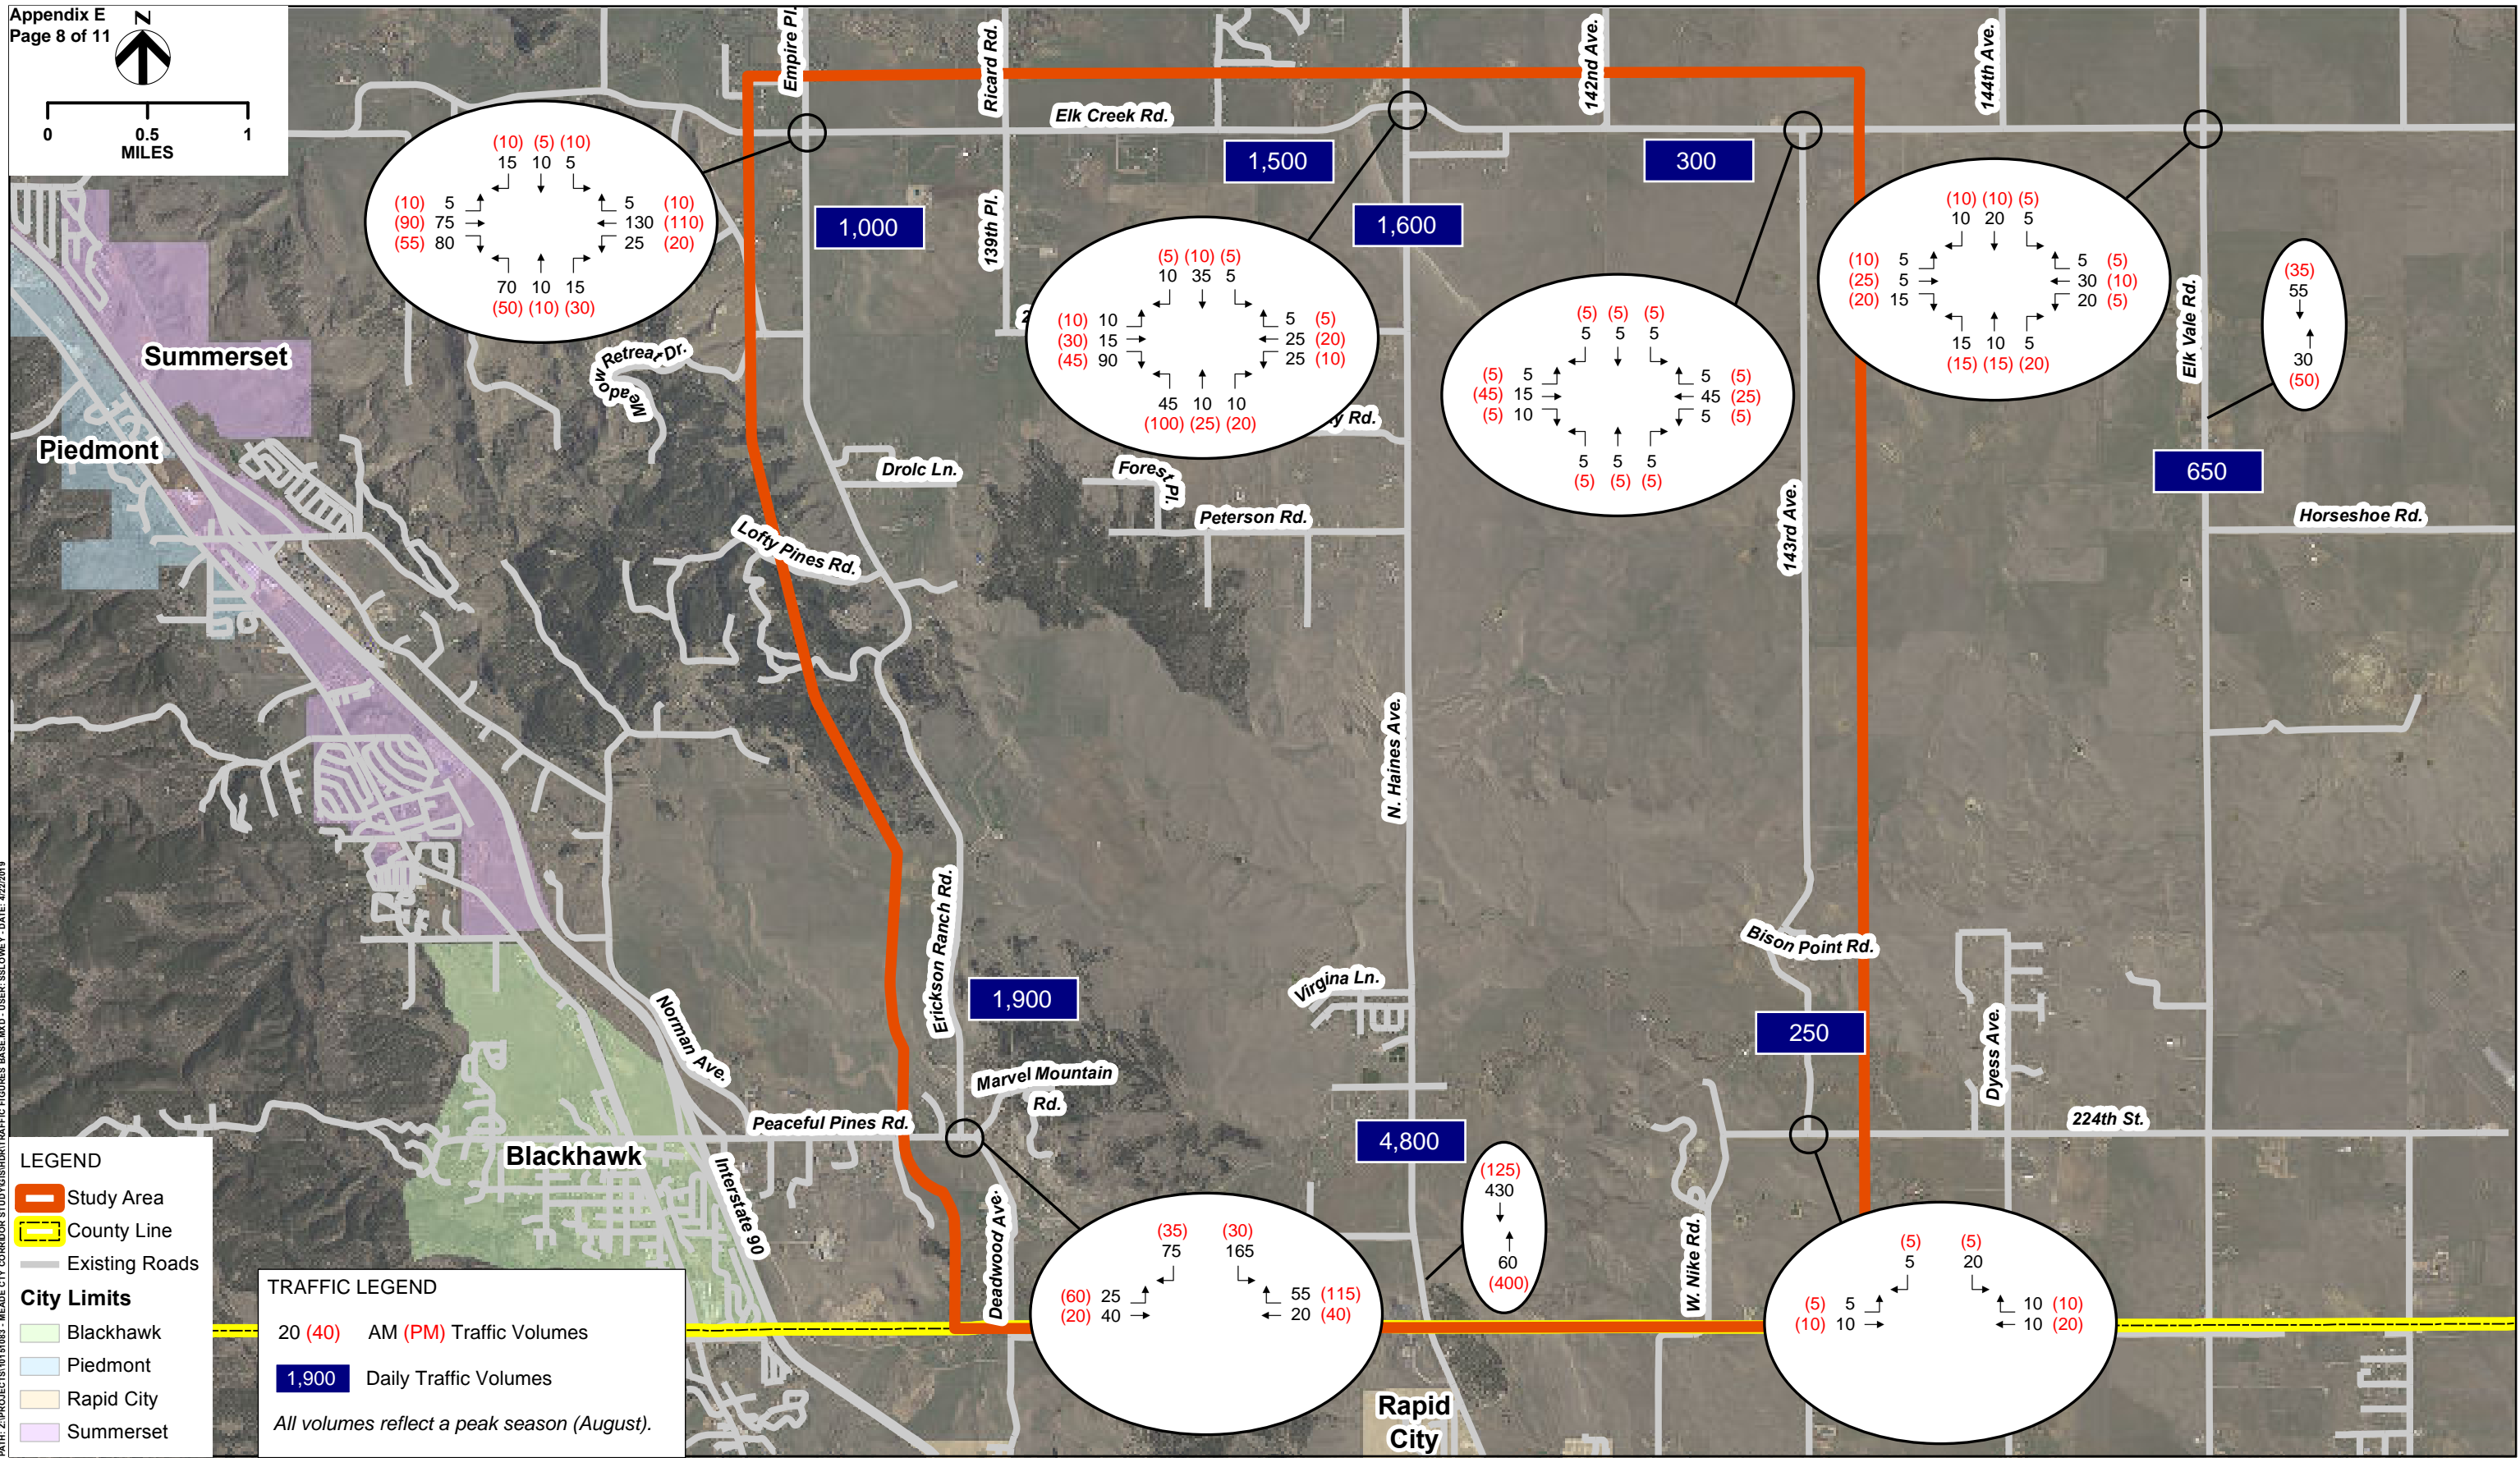 Appendix E
Page 8 of 11
Z
0 0.5 1
MILES
Empire Pl.
Ricard Rd.
142nd Ave.
144th Ave.
Elk Creek Rd.
1,500
300
1,000
1,600
139th Pl.
(10) (5) (10)
15 10 5
(10) 5
(90) 75
(55) 80
5 (10)
130 (110)
25 (20)
70 10 15
(50) (10) (30)
(5) (10) (5)
10 35 5
(10) 10
(30) 15
(45) 90
5 (5)
25 (20)
25 (10)
45 10 10
(100) (25) (20)
(5) (5) (5)
5 5 5
(5) 5
(45) 15
(5) 10
5 (5)
45 (25)
5 (5)
5 5 5
(5) (5) (5)
(10) (10) (5)
10 20 5
(10) 5
(25) 5
(20) 15
5 (5)
30 (10)
20 (5)
15 10 5
(15) (15) (20)
Elk Vale Rd.
(35)
55
30
(50)
650
Summerset
Piedmont
Meadow Retreat Dr.
Rd.
Drolc Ln.
Forest Pl.
Peterson Rd.
Horseshoe Rd.
Lofty Pines Rd.
143rd Ave.
N. Haines Ave.
Erickson Ranch Rd.
Bison Point Rd.
Virgina Ln.
1,900
250
Norman Ave.
Dyess Ave.
Marvel Mountain
Rd.
Peaceful Pines Rd.
224th St.
4,800
Blackhawk
Interstate 90
Deadwood Ave.
W. Nike Rd.
(125)
430
60
(400)
(35) (30)
75 165
(60) 25
(20) 40
55 (115)
20 (40)
(5) (5)
5 20
(5) 5
(10) 10
10 (10)
10 (20)
Rapid
City
LEGEND
Study Area
County Line
Existing Roads
City Limits
Blackhawk
Piedmont
Rapid City
Summerset
TRAFFIC LEGEND
20 (40) AM (PM) Traffic Volumes
1,900 Daily Traffic Volumes
All volumes reflect a peak season (August).